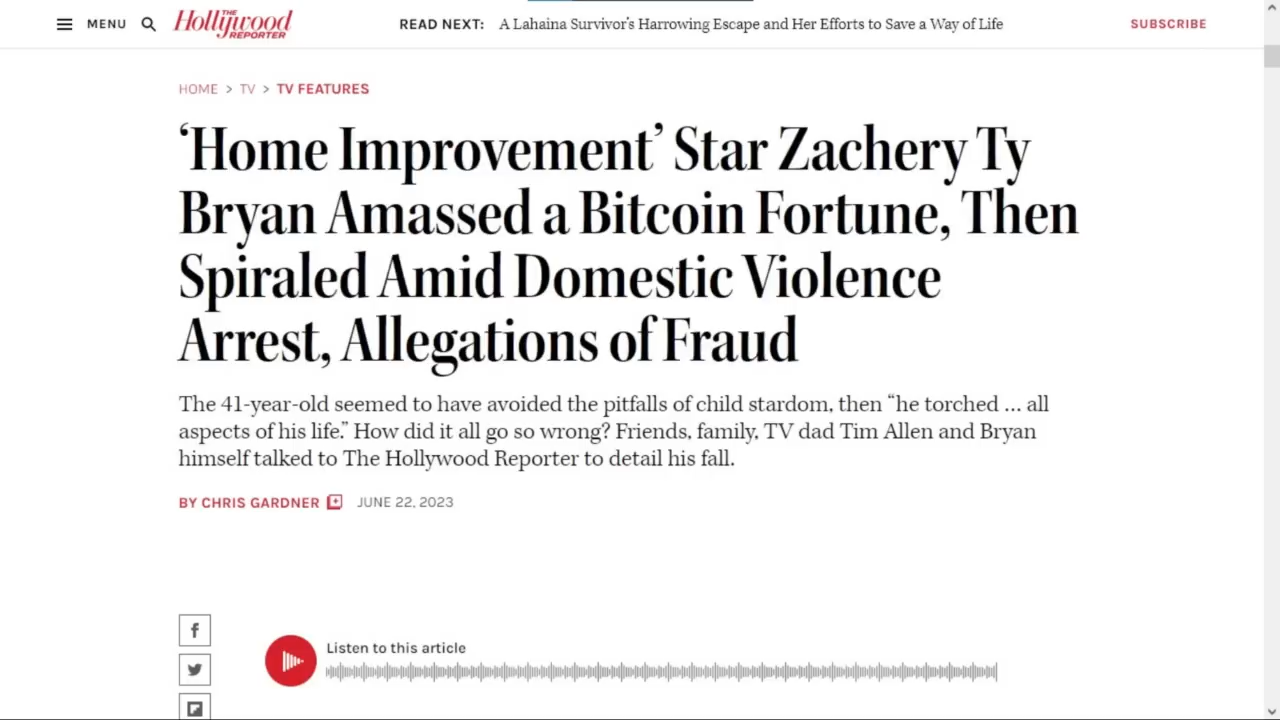 MENU
THE
Hollywood
REPORTER
READ NEXT: A Lahaina Survivor’s Harrowing Escape and Her Efforts to Save a Way of Life
SUBSCRIBE
HOME > TV > TV FEATURES
‘Home Improvement’ Star Zachery Ty
Bryan Amassed a Bitcoin Fortune, Then
Spiraled Amid Domestic Violence
Arrest, Allegations of Fraud
The 41-year-old seemed to have avoided the pitfalls of child stardom, then “he torched ... all
aspects of his life.” How did it all go so wrong? Friends, family, TV dad Tim Allen and Bryan
himself talked to The Hollywood Reporter to detail his fall.
BY CHRIS GARDNER JUNE 22, 2023
Listen to this article